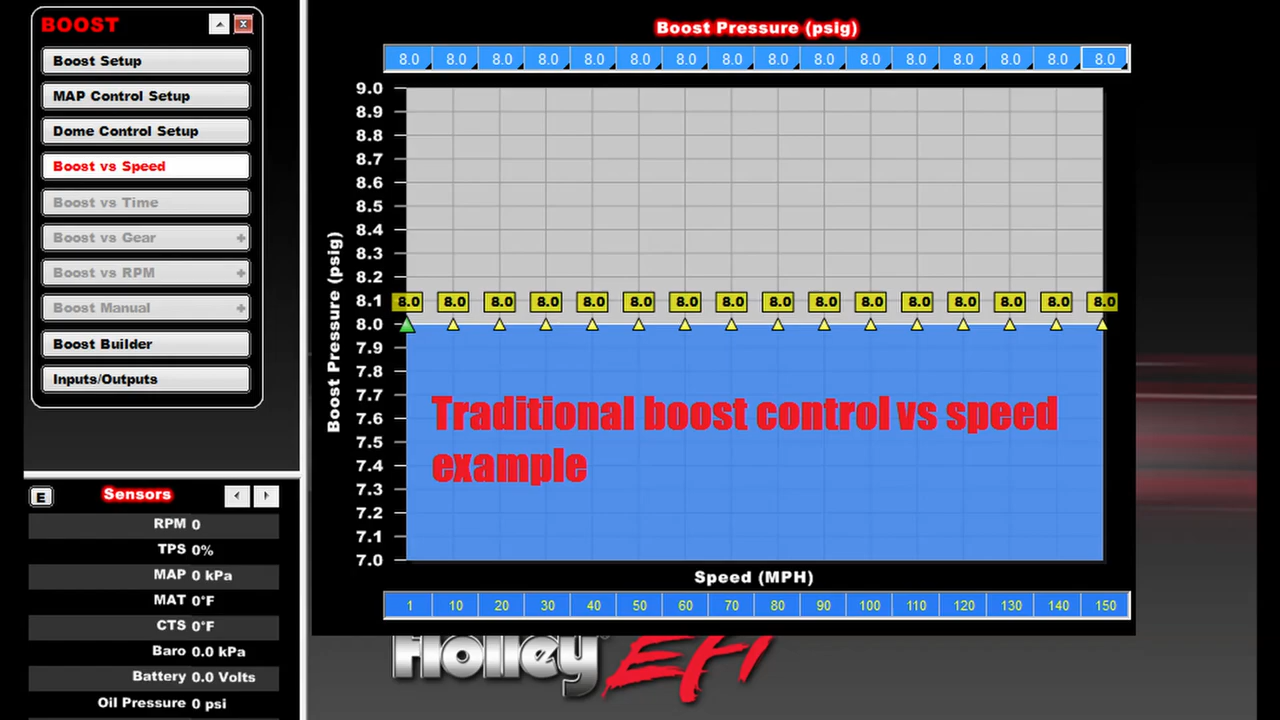 BOOST
Boost Setup
MAP Control Setup
Dome Control Setup
Boost vs Speed
Boost vs Time
Boost vs Gear +
Boost vs RPM +
Boost Manual +
Boost Builder
Inputs/Outputs
E Sensors
RPM 0
TPS 0%
MAP 0 kPa
MAT 0°F
CTS 0°F
Baro 0.0 kPa
Battery 0.0 Volts
Oil Pressure 0 psi
Boost Pressure (psig)
8.0 8.0 8.0 8.0 8.0 8.0 8.0 8.0 8.0 8.0 8.0 8.0 8.0 8.0 8.0 8.0
Boost Pressure (psig)
9.0
8.9
8.8
8.7
8.6
8.5
8.4
8.3
8.2
8.1
8.0
7.9
7.8
7.7
7.6
7.5
7.4
7.3
7.2
7.1
7.0
8.0 8.0 8.0 8.0 8.0 8.0 8.0 8.0 8.0 8.0 8.0 8.0 8.0 8.0 8.0 8.0
Traditional boost control vs speed
example
Speed (MPH)
1 10 20 30 40 50 60 70 80 90 100 110 120 130 140 150
Holley EFI